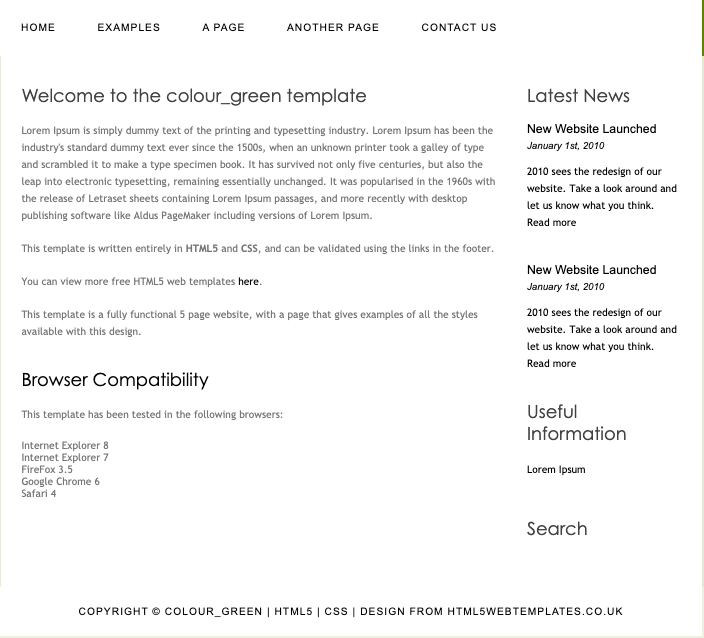 HOME EXAMPLES A PAGE ANOTHER PAGE CONTACT US
Welcome to the colour_green template
Lorem Ipsum is simply dummy text of the printing and typesetting industry. Lorem Ipsum has been the
industry's standard dummy text ever since the 1500s, when an unknown printer took a galley of type
and scrambled it to make a type specimen book. It has survived not only five centuries, but also the
leap into electronic typesetting, remaining essentially unchanged. It was popularised in the 1960s with
the release of Letraset sheets containing Lorem Ipsum passages, and more recently with desktop
publishing software like Aldus PageMaker including versions of Lorem Ipsum.
This template is written entirely in HTML5 and CSS, and can be validated using the links in the footer.
You can view more free HTML5 web templates here.
This template is a fully functional 5 page website, with a page that gives examples of all the styles
available with this design.
Browser Compatibility
This template has been tested in the following browsers:
Internet Explorer 8
Internet Explorer 7
FireFox 3.5
Google Chrome 6
Safari 4
Latest News
New Website Launched
January 1st, 2010
2010 sees the redesign of our
website. Take a look around and
let us know what you think.
Read more
New Website Launched
January 1st, 2010
2010 sees the redesign of our
website. Take a look around and
let us know what you think.
Read more
Useful
Information
Lorem Ipsum
Search
COPYRIGHT © COLOUR_GREEN | HTML5 | CSS | DESIGN FROM HTML5WEBTEMPLATES.CO.UK